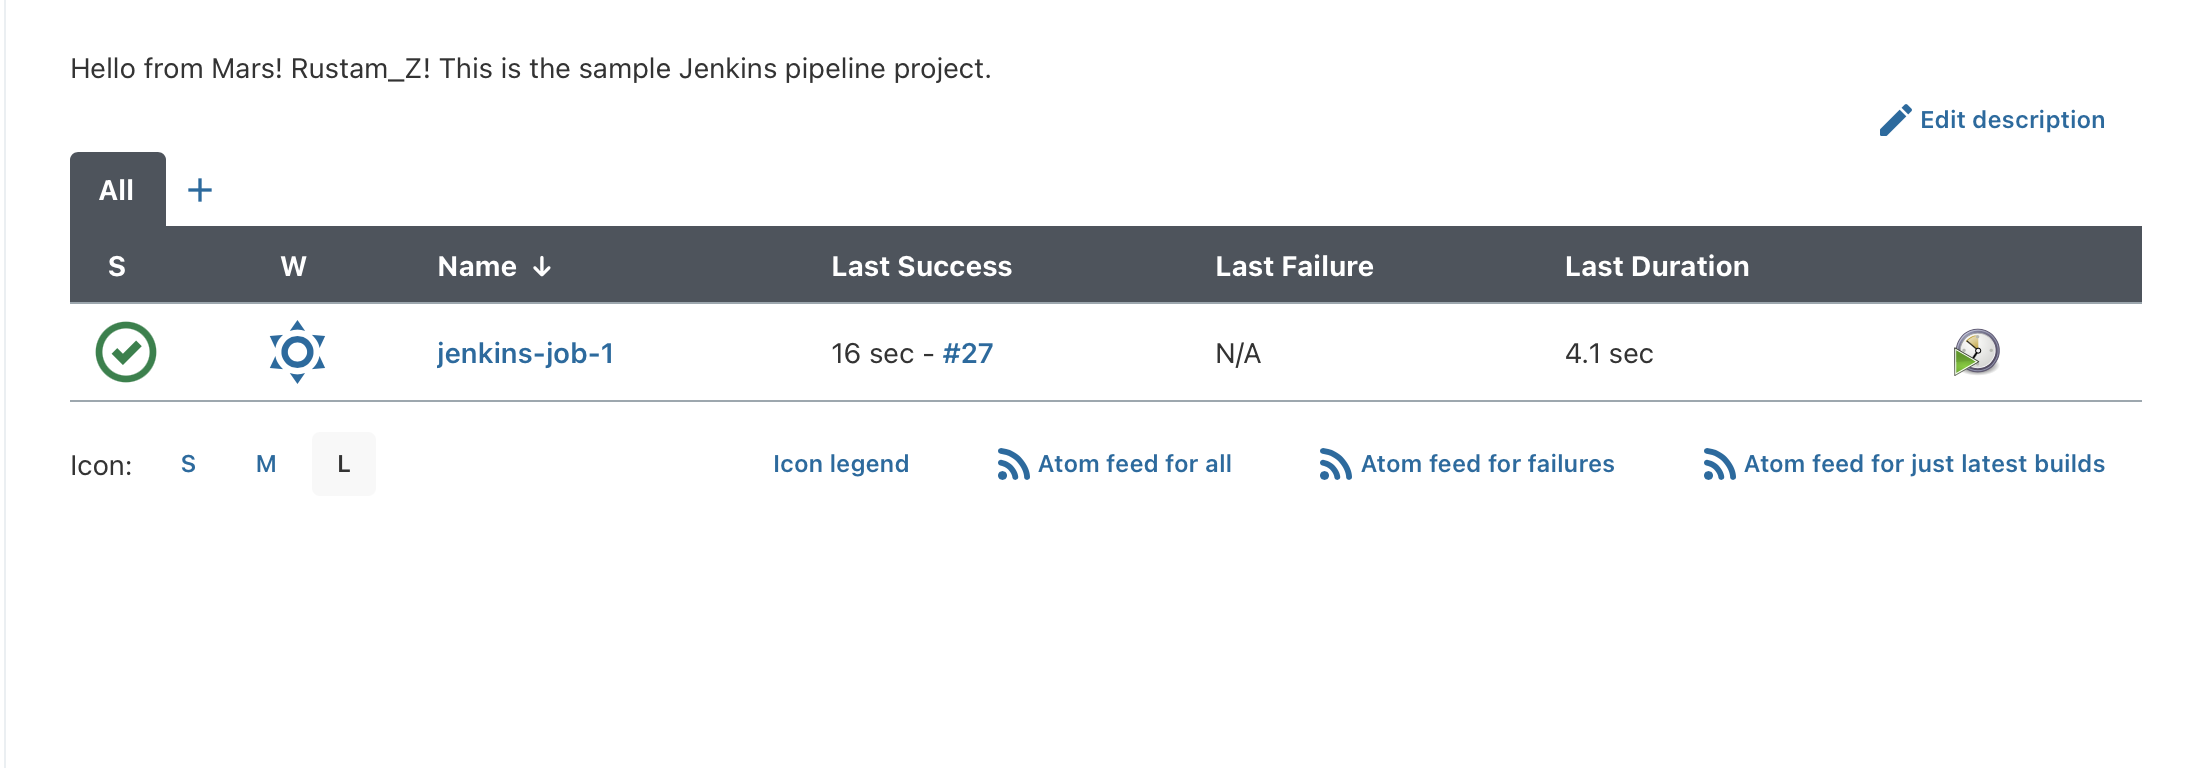 Hello from Mars! Rustam_Z! This is the sample Jenkins pipeline project.
Edit description
All +
S W Name ↓ Last Success Last Failure Last Duration
jenkins-job-1 16 sec - #27 N/A 4.1 sec
Icon: S M L Icon legend Atom feed for all Atom feed for failures Atom feed for just latest builds